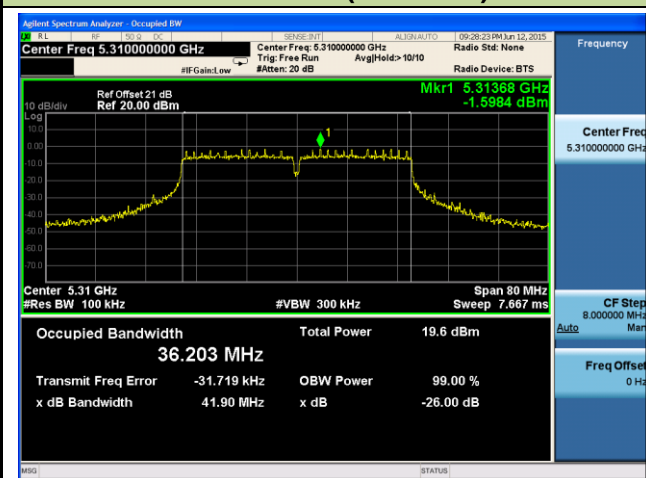 Agilent Spectrum Analyzer - Occupied BW
RL RF 50 Ω DC SENSE:INT ALIGNAUTO 09:28:23 PM Jun 12, 2015
Center Freq 5.310000000 GHz
Center Freq: 5.310000000 GHz
Radio Std: None
Trig: Free Run Avg|Hold:> 10/10
#IFGain:Low #Atten: 20 dB Radio Device: BTS
Frequency
Ref Offset 21 dB
10 dB/div Ref 20.00 dBm
Mkr1 5.31368 GHz
-1.5984 dBm
Log
10.0
1
0.00
-10.0
-20.0
-30.0
-40.0
-50.0
-60.0
-70.0
Center 5.31 GHz Span 80 MHz
#Res BW 100 kHz #VBW 300 kHz Sweep 7.667 ms
Occupied Bandwidth Total Power 19.6 dBm
36.203 MHz
Transmit Freq Error -31.719 kHz OBW Power 99.00 %
x dB Bandwidth 41.90 MHz x dB -26.00 dB
Center Freq
5.310000000 GHz
CF Step
8.000000 MHz
Auto Man
Freq Offset
0 Hz
MSG STATUS